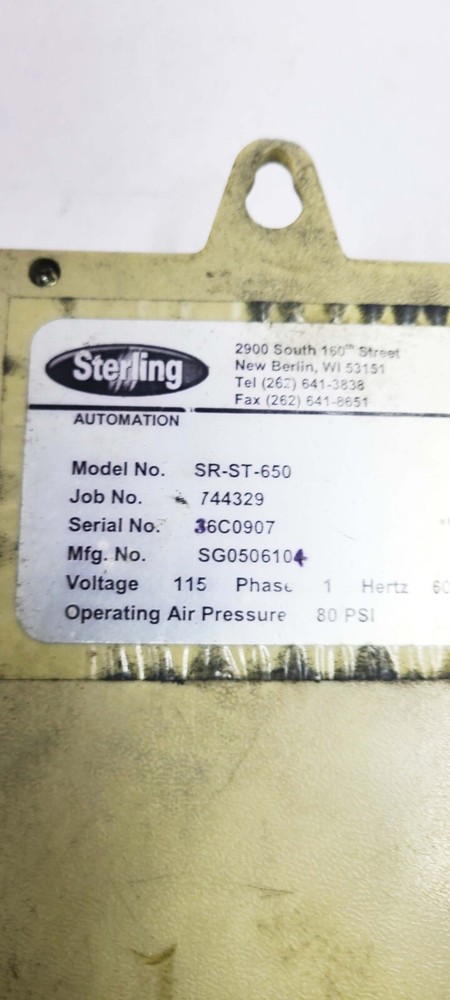 Sterling
AUTOMATION
2900 South 160th Street
New Berlin, WI 53151
Tel (262) 641-3838
Fax (262) 641-8651
Model No. SR-ST-650
Job No. 744329
Serial No. 36C0907
Mfg. No. SG0506104
Voltage 115 Phase 1 Hertz 60
Operating Air Pressure 80 PSI